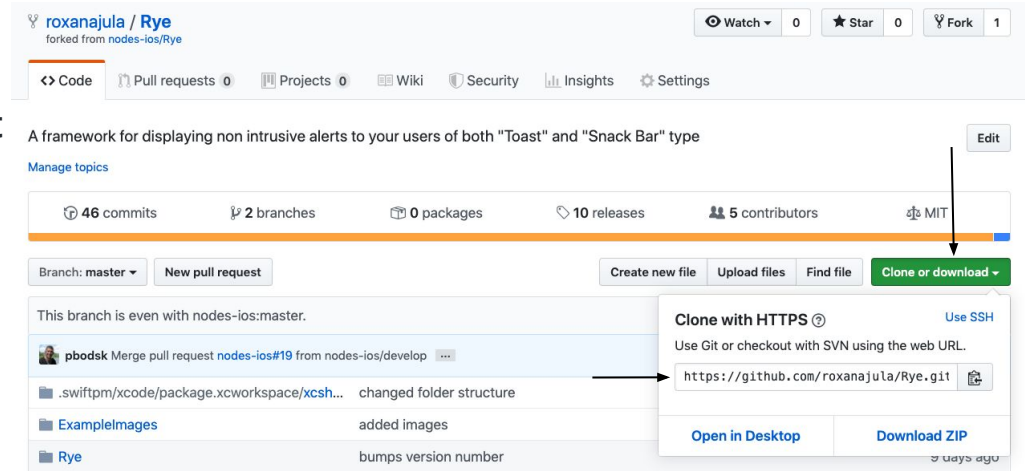 roxanajula / Rye
Watch 0 Star 0 Fork 1
forked from nodes-ios/Rye
Code Pull requests 0 Projects 0 Wiki Security Insights Settings
A framework for displaying non intrusive alerts to your users of both "Toast" and "Snack Bar" type
Edit
Manage topics
46 commits 2 branches 0 packages 10 releases 5 contributors MIT
Branch: master New pull request Create new file Upload files Find file Clone or download
This branch is even with nodes-ios:master.
Clone with HTTPS Use SSH
Use Git or checkout with SVN using the web URL.
pbodsk Merge pull request nodes-ios#19 from nodes-ios/develop ...
https://github.com/roxanajula/Rye.git
.swiftpm/xcode/package.xcworkspace/xcsh... changed folder structure
ExampleImages added images
Open in Desktop Download ZIP
Rye bumps version number 9 days ago